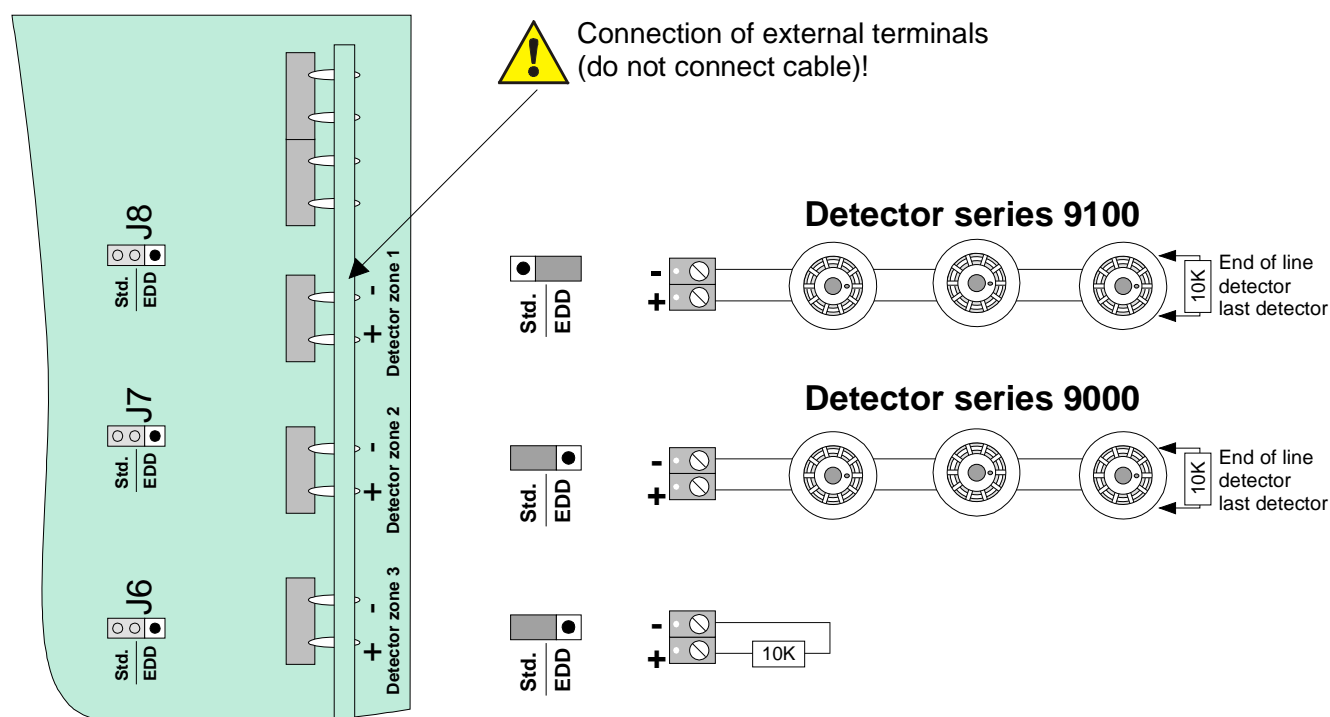 Connection of external terminals
(do not connect cable)!
J8
Std.
EDD
-
+
Detector zone 1
J7
Std.
EDD
-
+
Detector zone 2
J6
Std.
EDD
-
+
Detector zone 3
Detector series 9100
Std.
EDD
-
+
10K
End of line
detector
last detector
Detector series 9000
Std.
EDD
-
+
10K
End of line
detector
last detector
Std.
EDD
-
+
10K